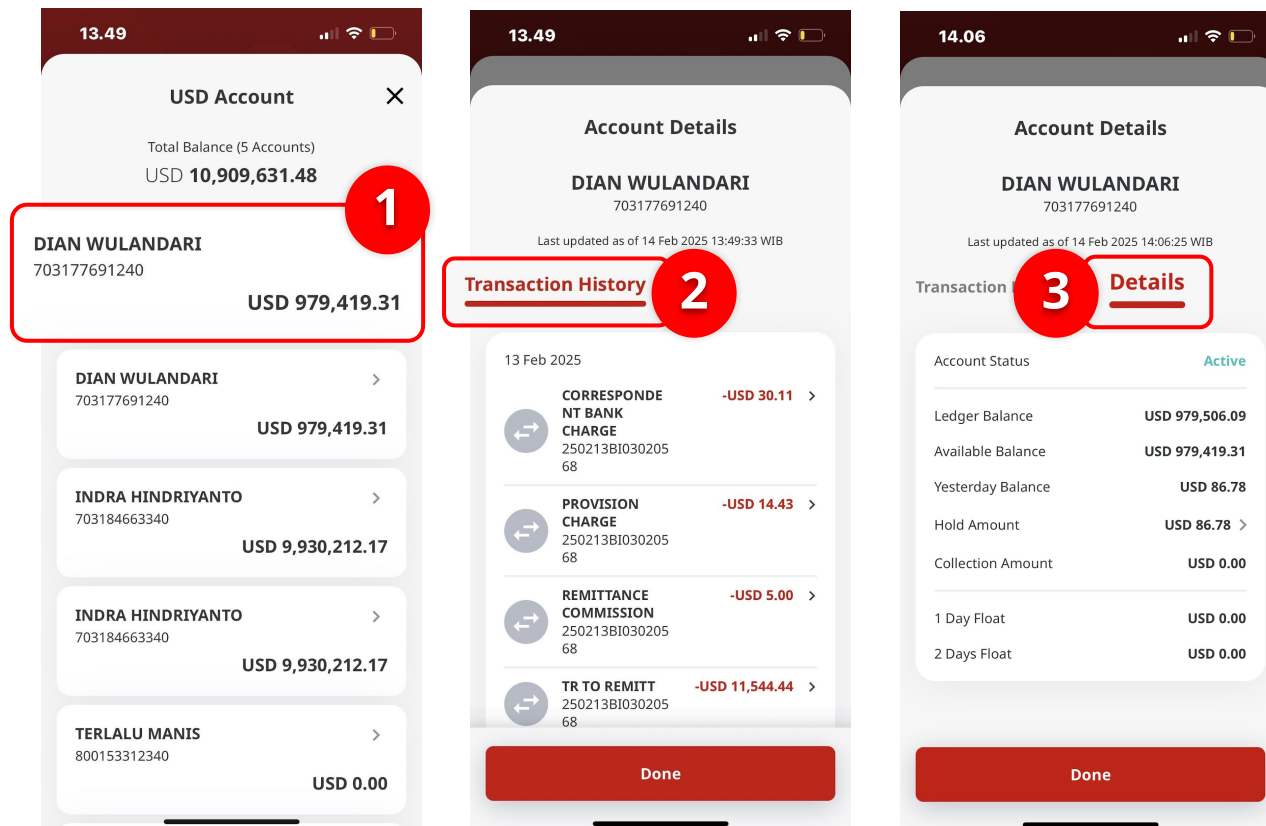 13.49
USD Account
Total Balance (5 Accounts)
USD 10,909,631.48
1
DIAN WULANDARI
703177691240
USD 979,419.31
DIAN WULANDARI
703177691240
USD 979,419.31
INDRA HINDRIYANTO
703184663340
USD 9,930,212.17
INDRA HINDRIYANTO
703184663340
USD 9,930,212.17
TERLALU MANIS
800153312340
USD 0.00
13.49
Account Details
DIAN WULANDARI
703177691240
Last updated as of 14 Feb 2025 13:49:33 WIB
Transaction History
2
13 Feb 2025
CORRESPONDE -USD 30.11
NT BANK
CHARGE
250213BI030205
68
PROVISION -USD 14.43
CHARGE
250213BI030205
68
REMITTANCE -USD 5.00
COMMISSION
250213BI030205
68
TR TO REMITT -USD 11,544.44
250213BI030205
68
Done
14.06
Account Details
DIAN WULANDARI
703177691240
Last updated as of 14 Feb 2025 14:06:25 WIB
Transaction
3
Details
Account Status Active
Ledger Balance USD 979,506.09
Available Balance USD 979,419.31
Yesterday Balance USD 86.78
Hold Amount USD 86.78
Collection Amount USD 0.00
1 Day Float USD 0.00
2 Days Float USD 0.00
Done